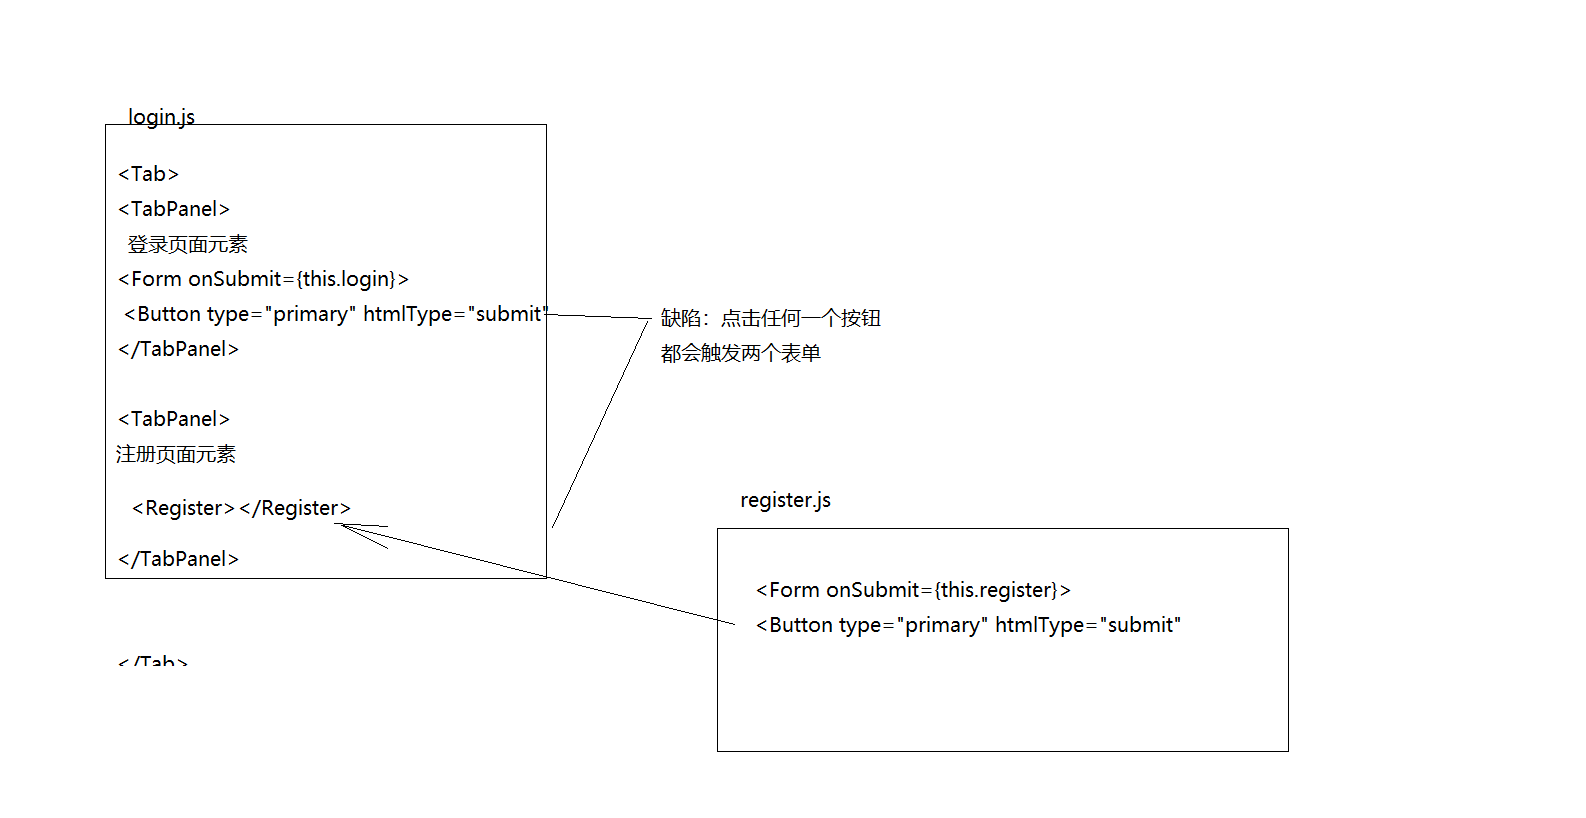 login.js
<Tab>
<TabPanel>
登录页面元素
<Form onSubmit={this.login}>
<Button type="primary" htmlType="submit"
</TabPanel>
<TabPanel>
注册页面元素
<Register></Register>
</TabPanel>
</Tab>
缺陷：点击任何一个按钮
都会触发两个表单
register.js
<Form onSubmit={this.register}>
<Button type="primary" htmlType="submit"